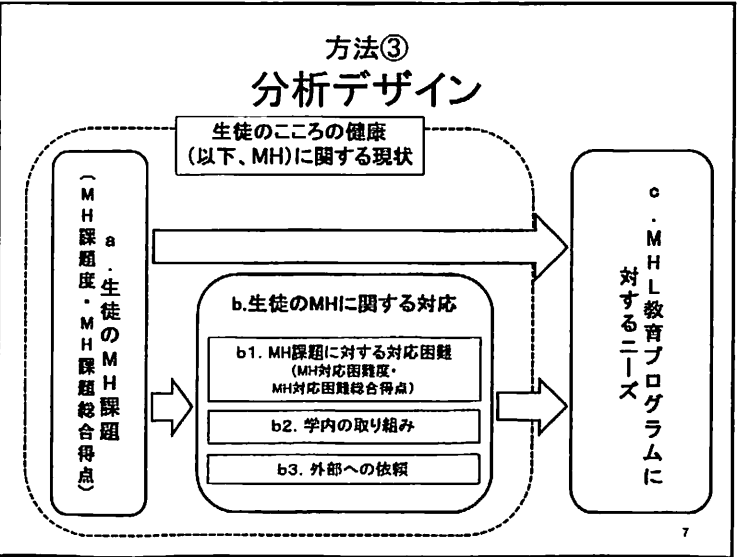 方法③
分析デザイン
生徒のこころの健康
(以下、MH)に関する現状
a.生徒のMH課題
(MH課題度・MH課題総合得点)
b.生徒のMHに関する対応
b1. MH課題に対する対応困難
(MH対応困難度・
MH対応困難総合得点)
b2. 学内の取り組み
b3. 外部への依頼
c.MHL教育プログラムに
対するニーズ
7